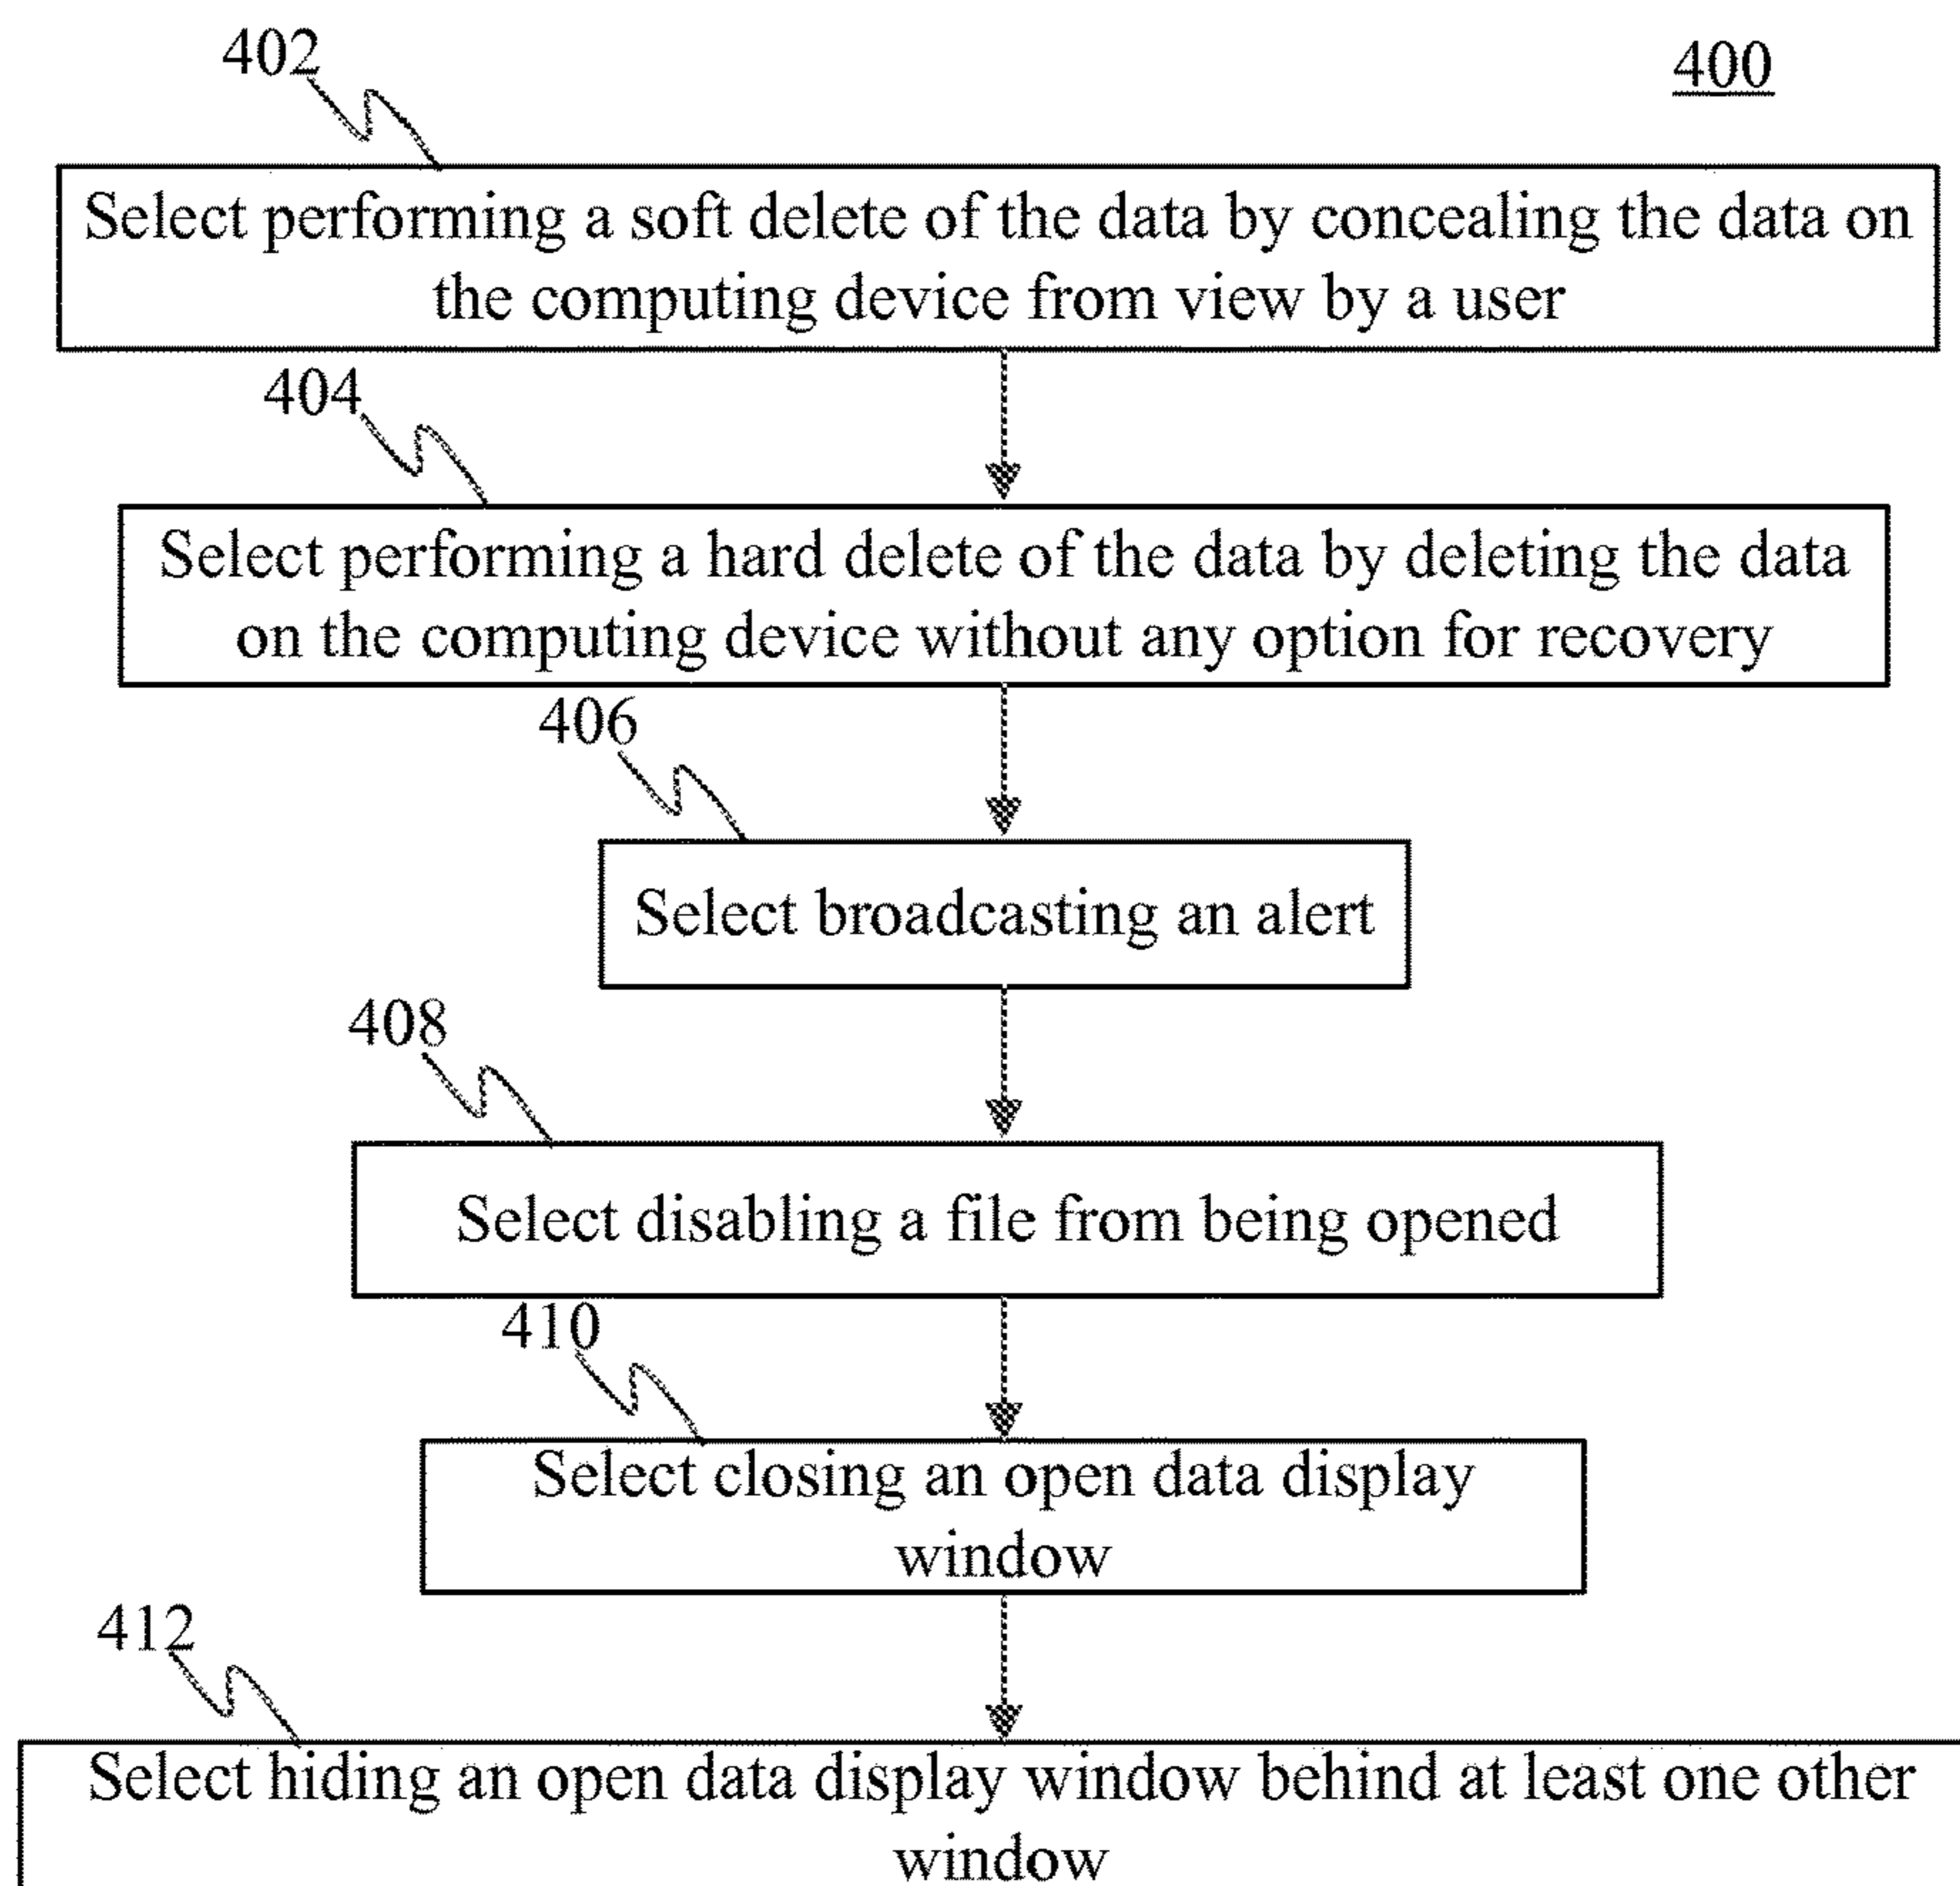 402
400
Select performing a soft delete of the data by concealing the data on
the computing device from view by a user
404
Select performing a hard delete of the data by deleting the data
on the computing device without any option for recovery
406
Select broadcasting an alert
408
Select disabling a file from being opened
410
Select closing an open data display
window
412
Select hiding an open data display window behind at least one other
window